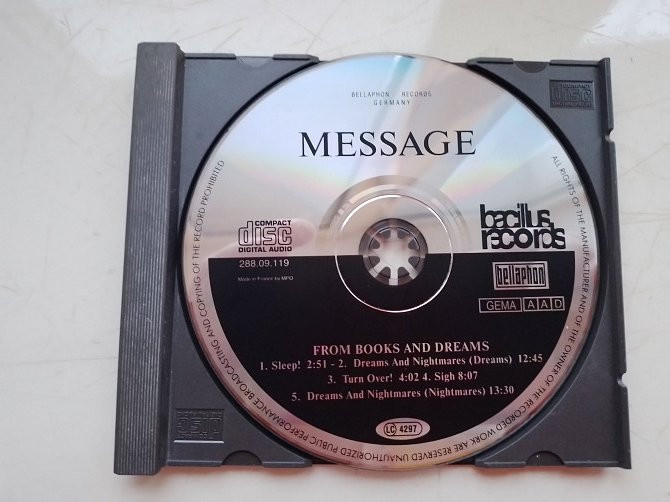 BELLAPHON RECORDS
GERMANY
MESSAGE
COMPACT
disc
DIGITAL AUDIO
288.09.119
Made in France by MPO
bacillus
records
bellaphon
GEMA A A D
FROM BOOKS AND DREAMS
1. Sleep! 2:51 - 2. Dreams And Nightmares (Dreams) 12:45
3. Turn Over! 4:02 4. Sigh 8:07
5. Dreams And Nightmares (Nightmares) 13:30
LC 4297
ALL RIGHTS OF THE MANUFACTURER AND OF THE OWNER OF THE RECORDED WORK ARE RESERVED UNAUTHORIZED PUBLIC PERFORMANCE BROADCASTING AND COPYING OF THE RECORD PROHIBITED
disc